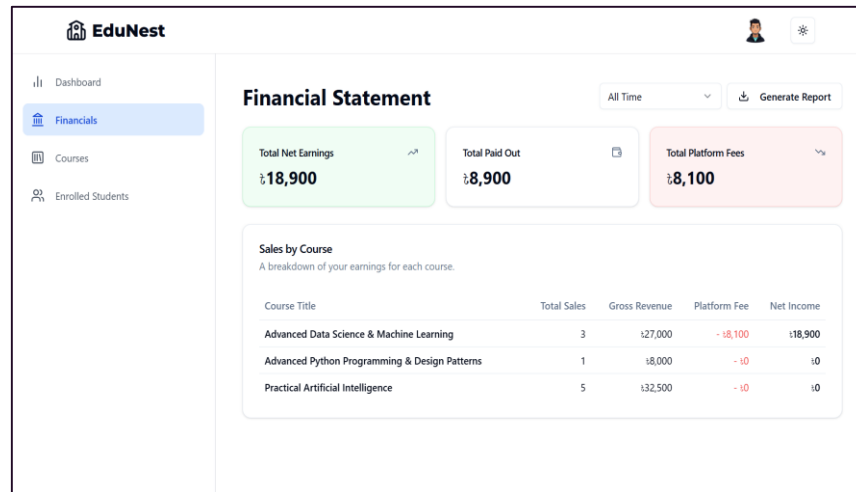 EduNest
Dashboard
Financials
Courses
Enrolled Students
Financial Statement
All Time
Generate Report
Total Net Earnings
৳18,900
Total Paid Out
৳8,900
Total Platform Fees
৳8,100
Sales by Course
A breakdown of your earnings for each course.
Course Title Total Sales Gross Revenue Platform Fee Net Income
Advanced Data Science & Machine Learning 3 ৳27,000 - ৳8,100 ৳18,900
Advanced Python Programming & Design Patterns 1 ৳8,000 - ৳0 ৳0
Practical Artificial Intelligence 5 ৳32,500 - ৳0 ৳0